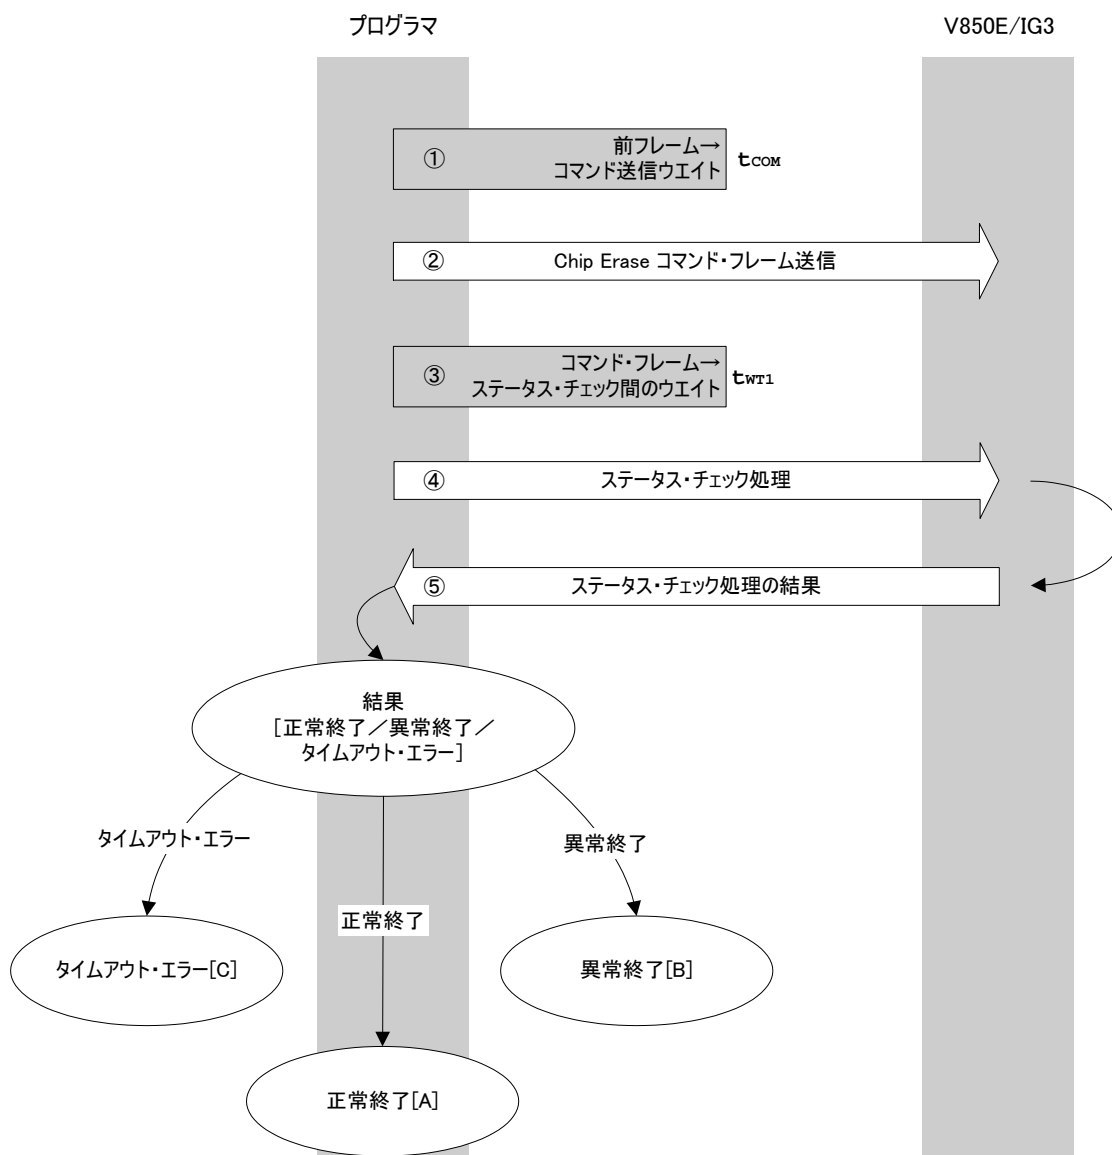 プログラマ
V850E/IG3
①
前フレーム→
コマンド送信ウエイト
tCOM
②
Chip Erase コマンド・フレーム送信
③
コマンド・フレーム→
ステータス・チェック間のウエイト
tWT1
④
ステータス・チェック処理
⑤
ステータス・チェック処理の結果
結果
[正常終了／異常終了／
タイムアウト・エラー]
タイムアウト・エラー
異常終了
正常終了
タイムアウト・エラー[C]
異常終了[B]
正常終了[A]